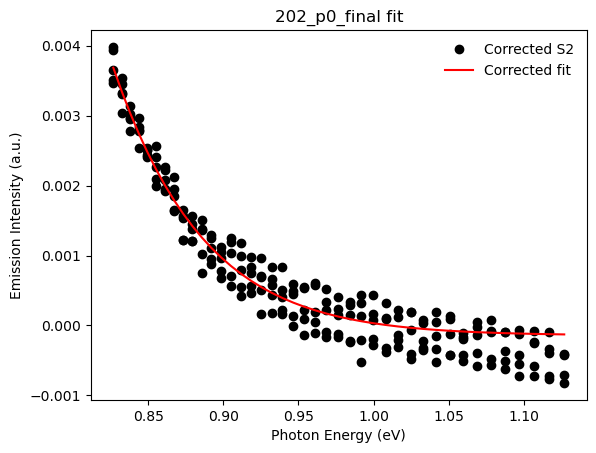 202_p0_final fit
Corrected S2
Corrected fit
Emission Intensity (a.u.)
0.004
0.003
0.002
0.001
0.000
−0.001
0.85 0.90 0.95 1.00 1.05 1.10
Photon Energy (eV)